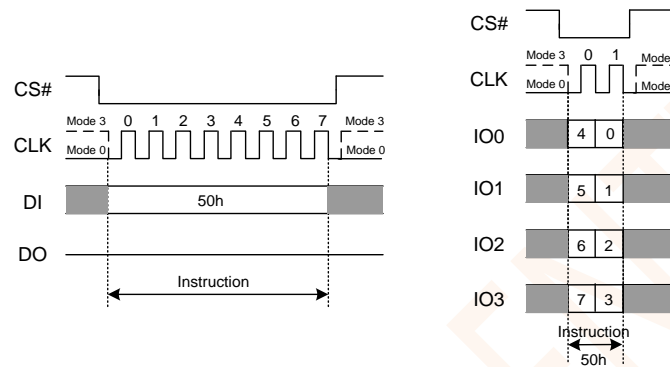 CS#
Mode 3 0 1 2 3 4 5 6 7 Mode 3
CLK
Mode 0 Mode 0
DI 50h
DO
Instruction
CS#
Mode 3 0 1 Mode
CLK
Mode 0 Mode
IO0 4 0
IO1 5 1
IO2 6 2
IO3 7 3
Instruction
50h